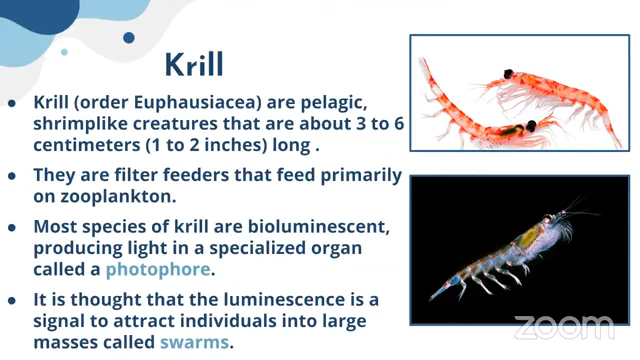 Krill
● Krill (order Euphausiacea) are pelagic,
shrimplike creatures that are about 3 to 6
centimeters (1 to 2 inches) long .
● They are filter feeders that feed primarily
on zooplankton.
● Most species of krill are bioluminescent,
producing light in a specialized organ
called a photophore.
● It is thought that the luminescence is a
signal to attract individuals into large
masses called swarms.
zoom